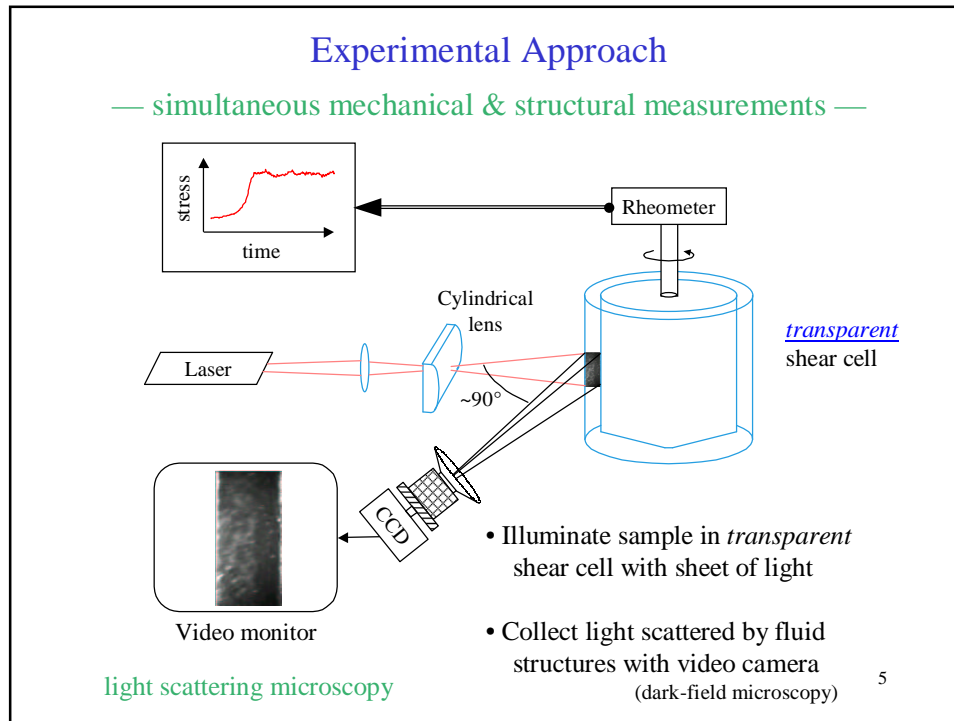 Experimental Approach
— simultaneous mechanical & structural measurements —
stress
time
Rheometer
Cylindrical
lens
transparent
shear cell
Laser
~90°
CCD
Video monitor
• Illuminate sample in transparent
shear cell with sheet of light
• Collect light scattered by fluid
structures with video camera
(dark-field microscopy)
light scattering microscopy
5